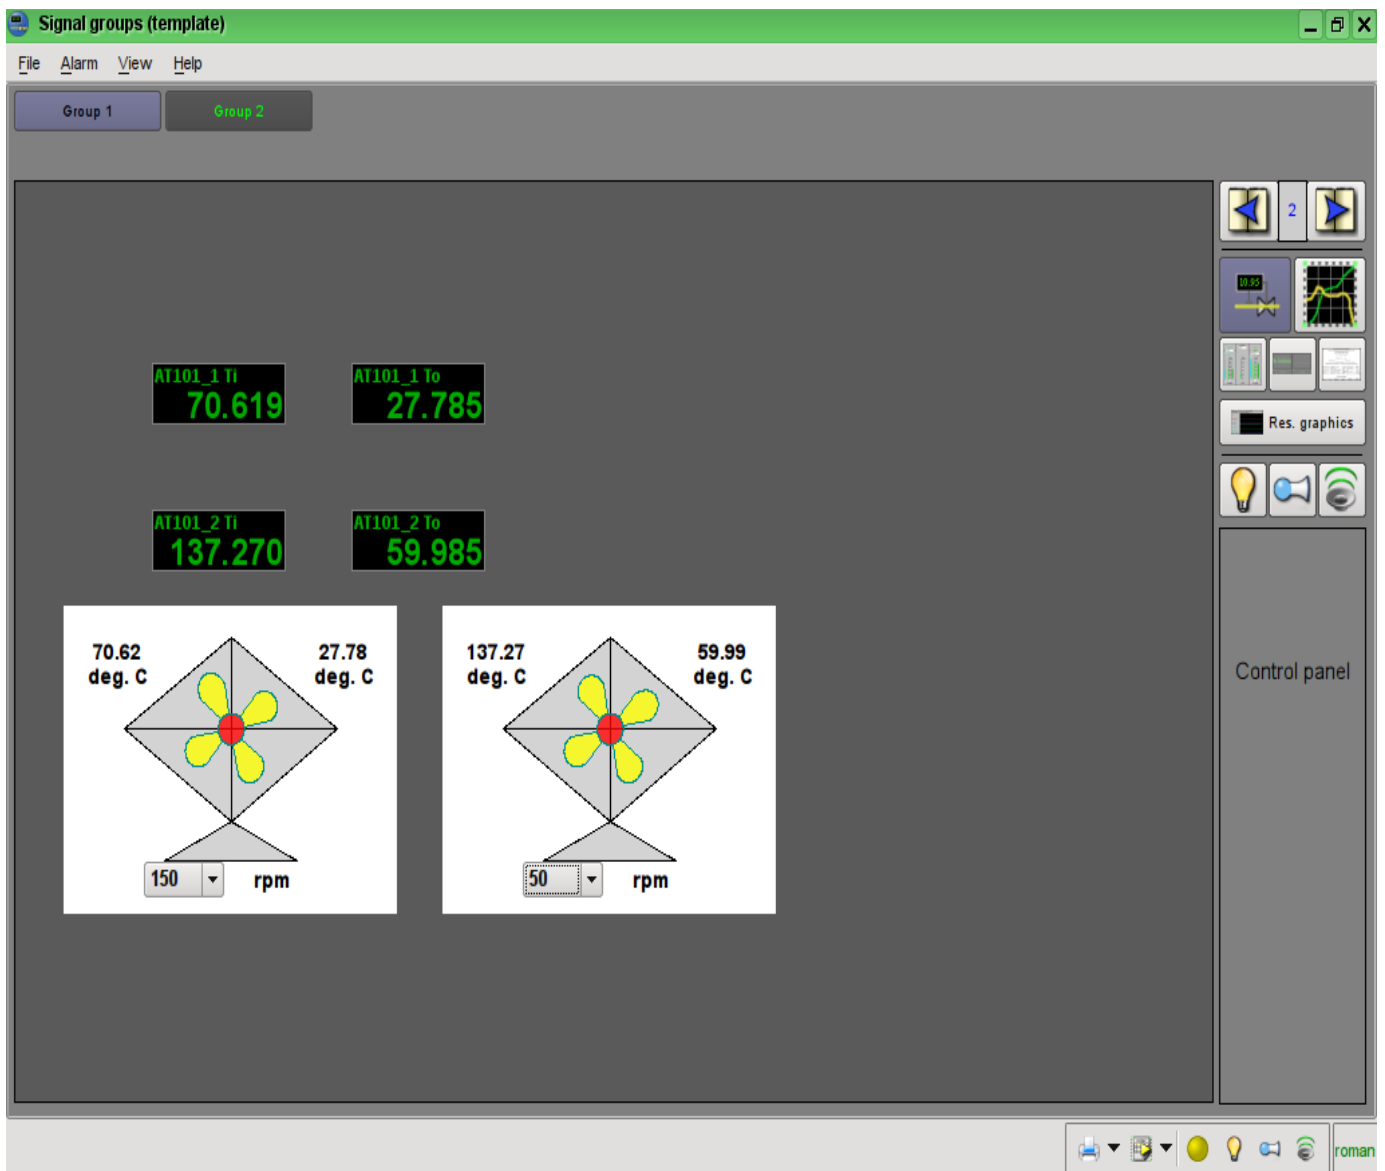 Signal groups (template)
File Alarm View Help
Group 1 Group 2
2
10.95
AT101_1 Ti AT101_1 To
70.619 27.785
Res. graphics
AT101_2 Ti AT101_2 To
137.270 59.985
70.62 27.78 137.27 59.99
deg. C deg. C deg. C deg. C
Control panel
150 rpm 50 rpm
roman